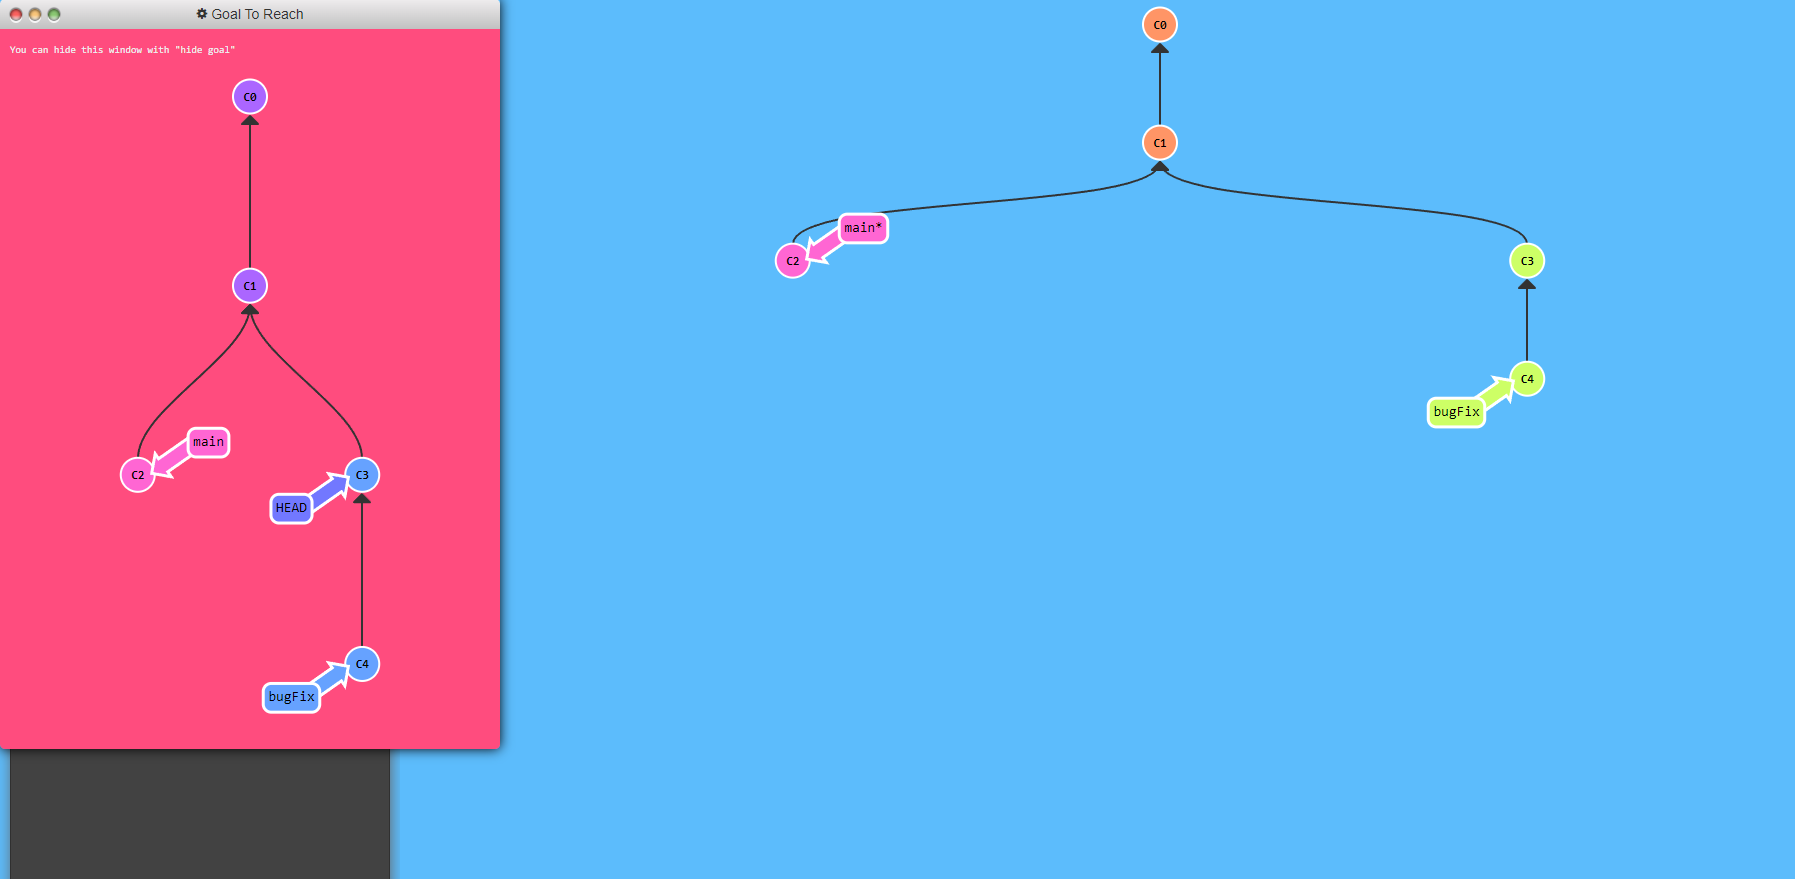 Goal To Reach
You can hide this window with "hide goal"
C0
C1
main
C2
C3
HEAD
C4
bugFix
C0
C1
main*
C2
C3
C4
bugFix